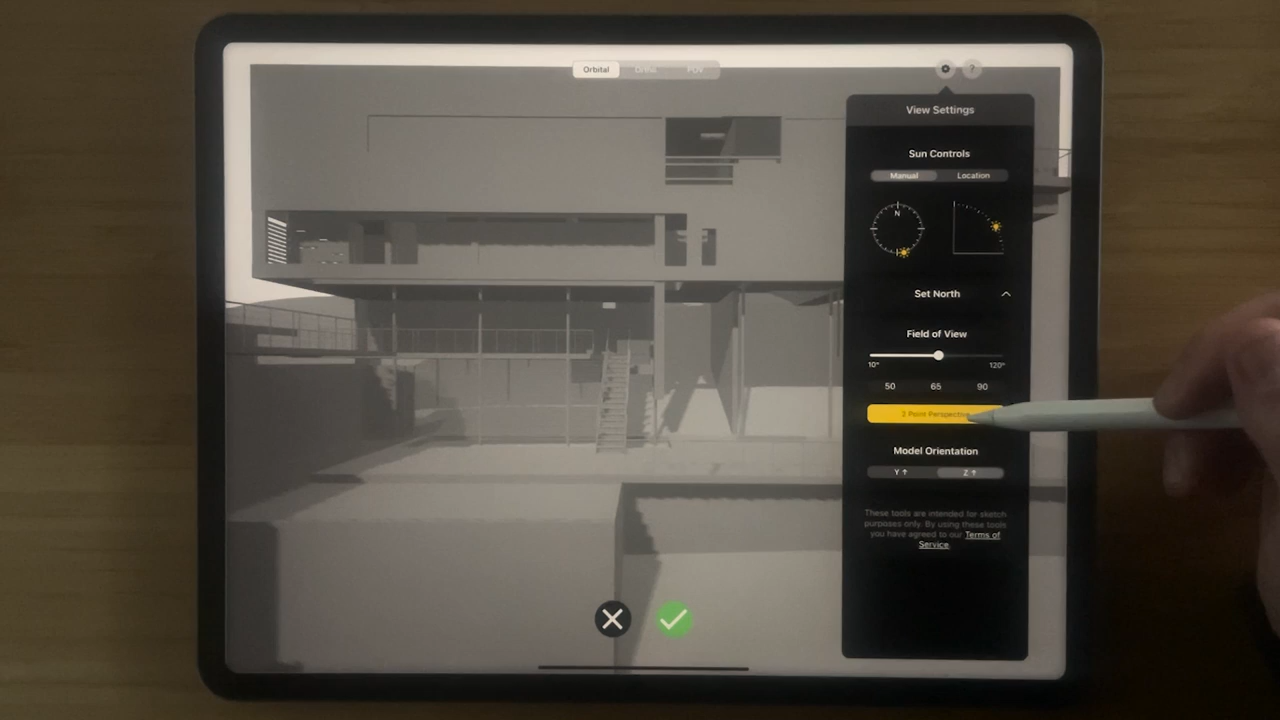 Orbital Ortho. POV
?
View Settings
Sun Controls
Manual Location
N
Set North
Field of View
10° 120°
50 65 90
2 Point Perspective
Model Orientation
Y↑ Z↑
These tools are intended for sketch
purposes only. By using these tools
you have agreed to our Terms of
Service.